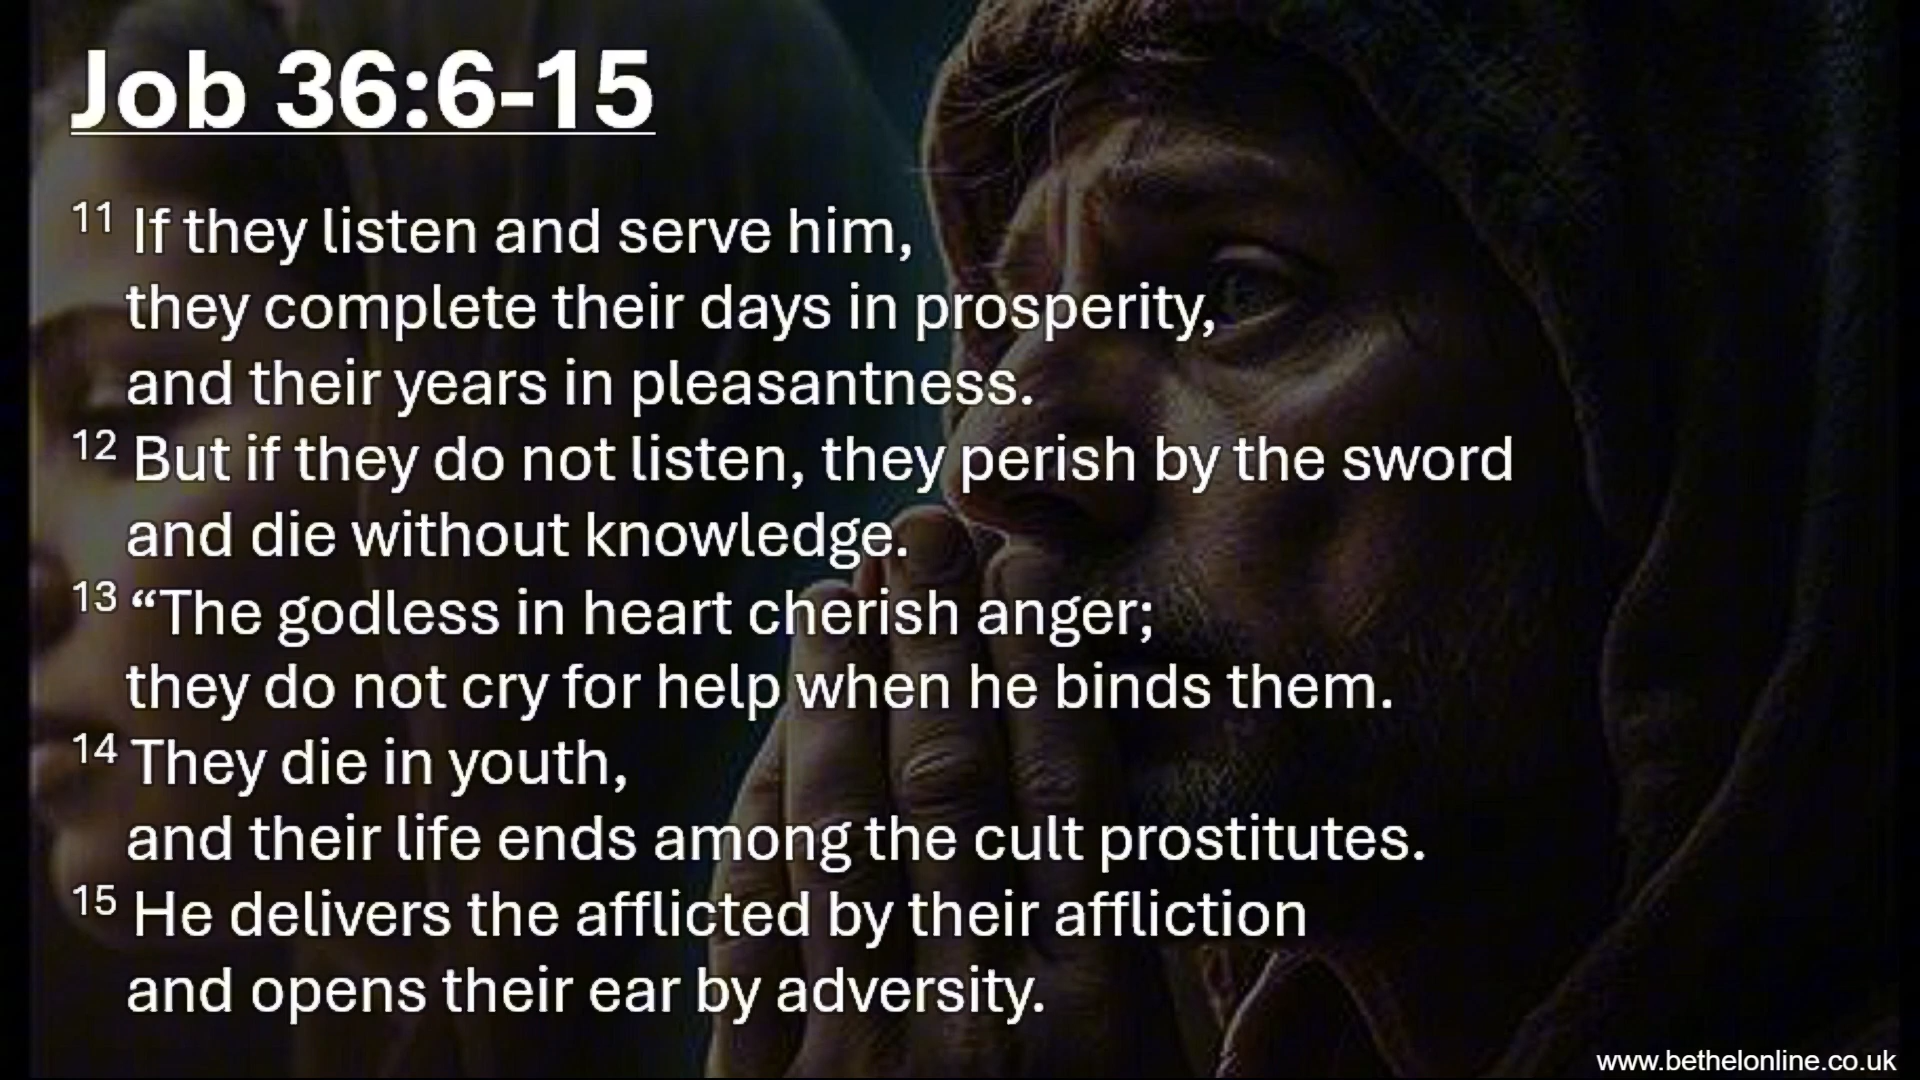 Job 36:6-15
11 If they listen and serve him,
they complete their days in prosperity,
and their years in pleasantness.
12 But if they do not listen, they perish by the sword
and die without knowledge.
13 “The godless in heart cherish anger;
they do not cry for help when he binds them.
14 They die in youth,
and their life ends among the cult prostitutes.
15 He delivers the afflicted by their affliction
and opens their ear by adversity.
www.bethelonline.co.uk